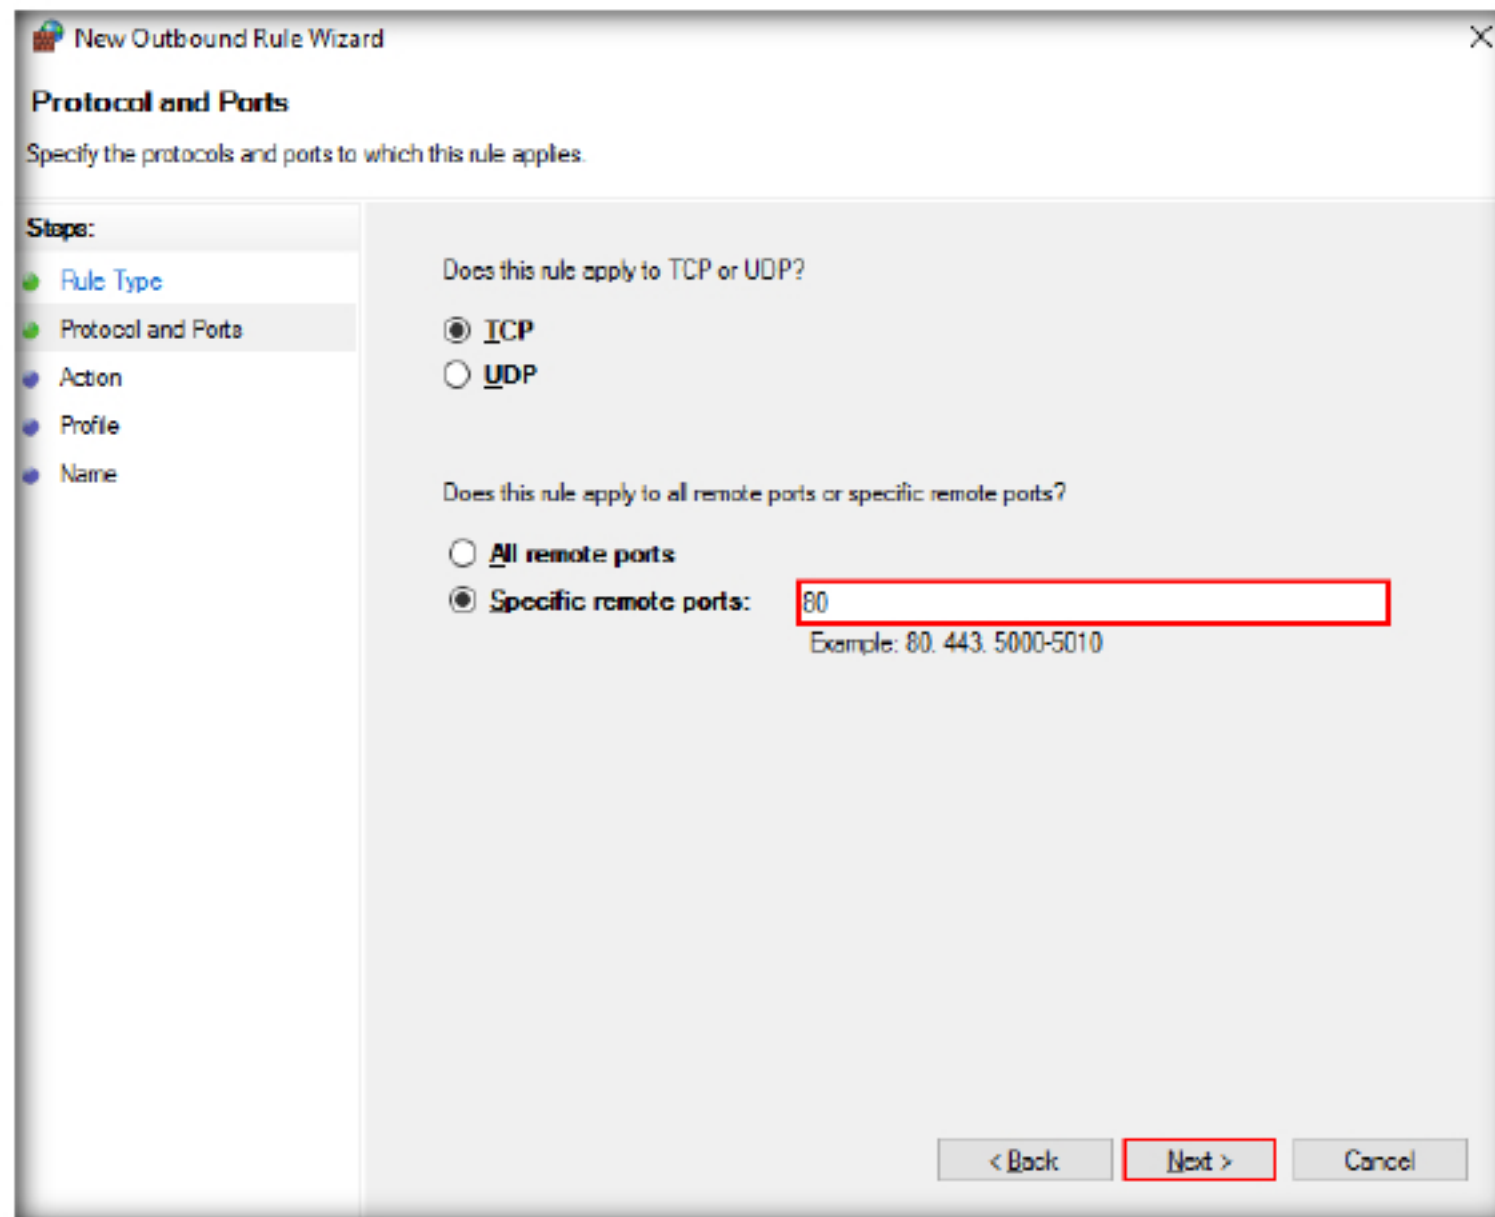 New Outbound Rule Wizard
Protocol and Ports
Specify the protocols and ports to which this rule applies.
Steps:
Rule Type
Protocol and Ports
Action
Profile
Name
Does this rule apply to TCP or UDP?
TCP
UDP
Does this rule apply to all remote ports or specific remote ports?
All remote ports
Specific remote ports: 80
Example: 80, 443, 5000-5010
< Back Next > Cancel